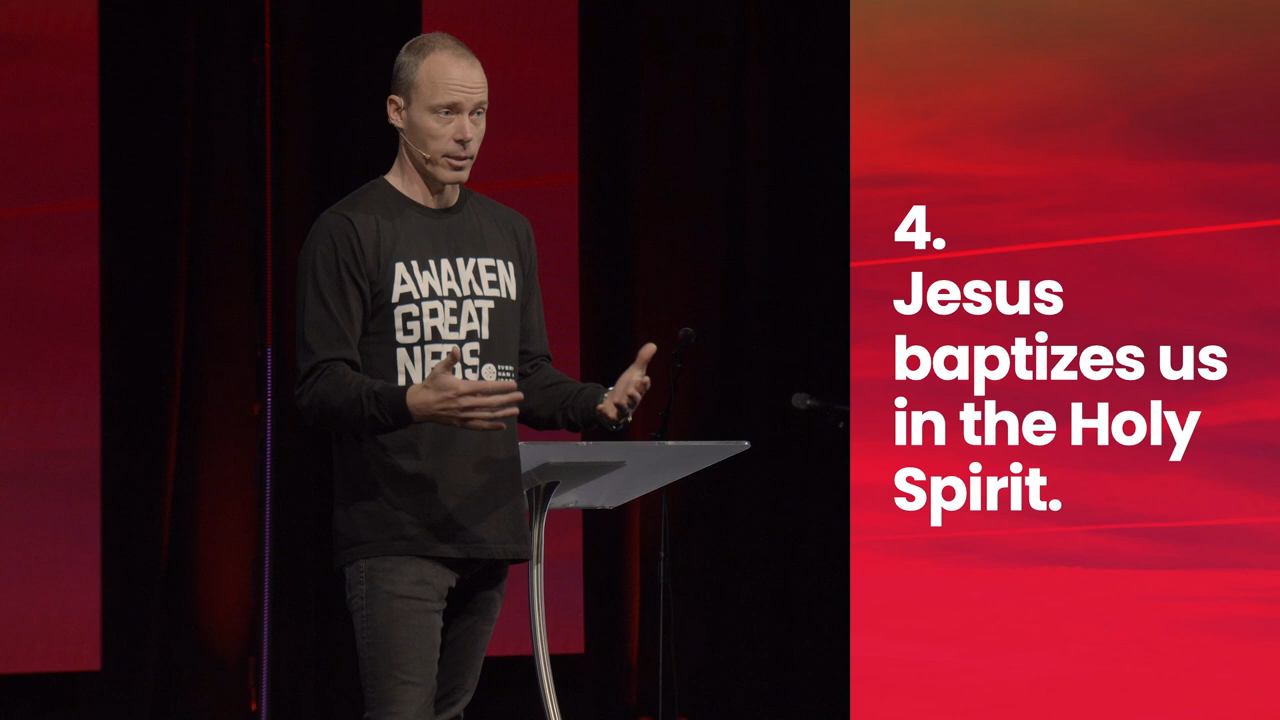 AWAKEN
GREAT
4.
Jesus
baptizes us
in the Holy
Spirit.